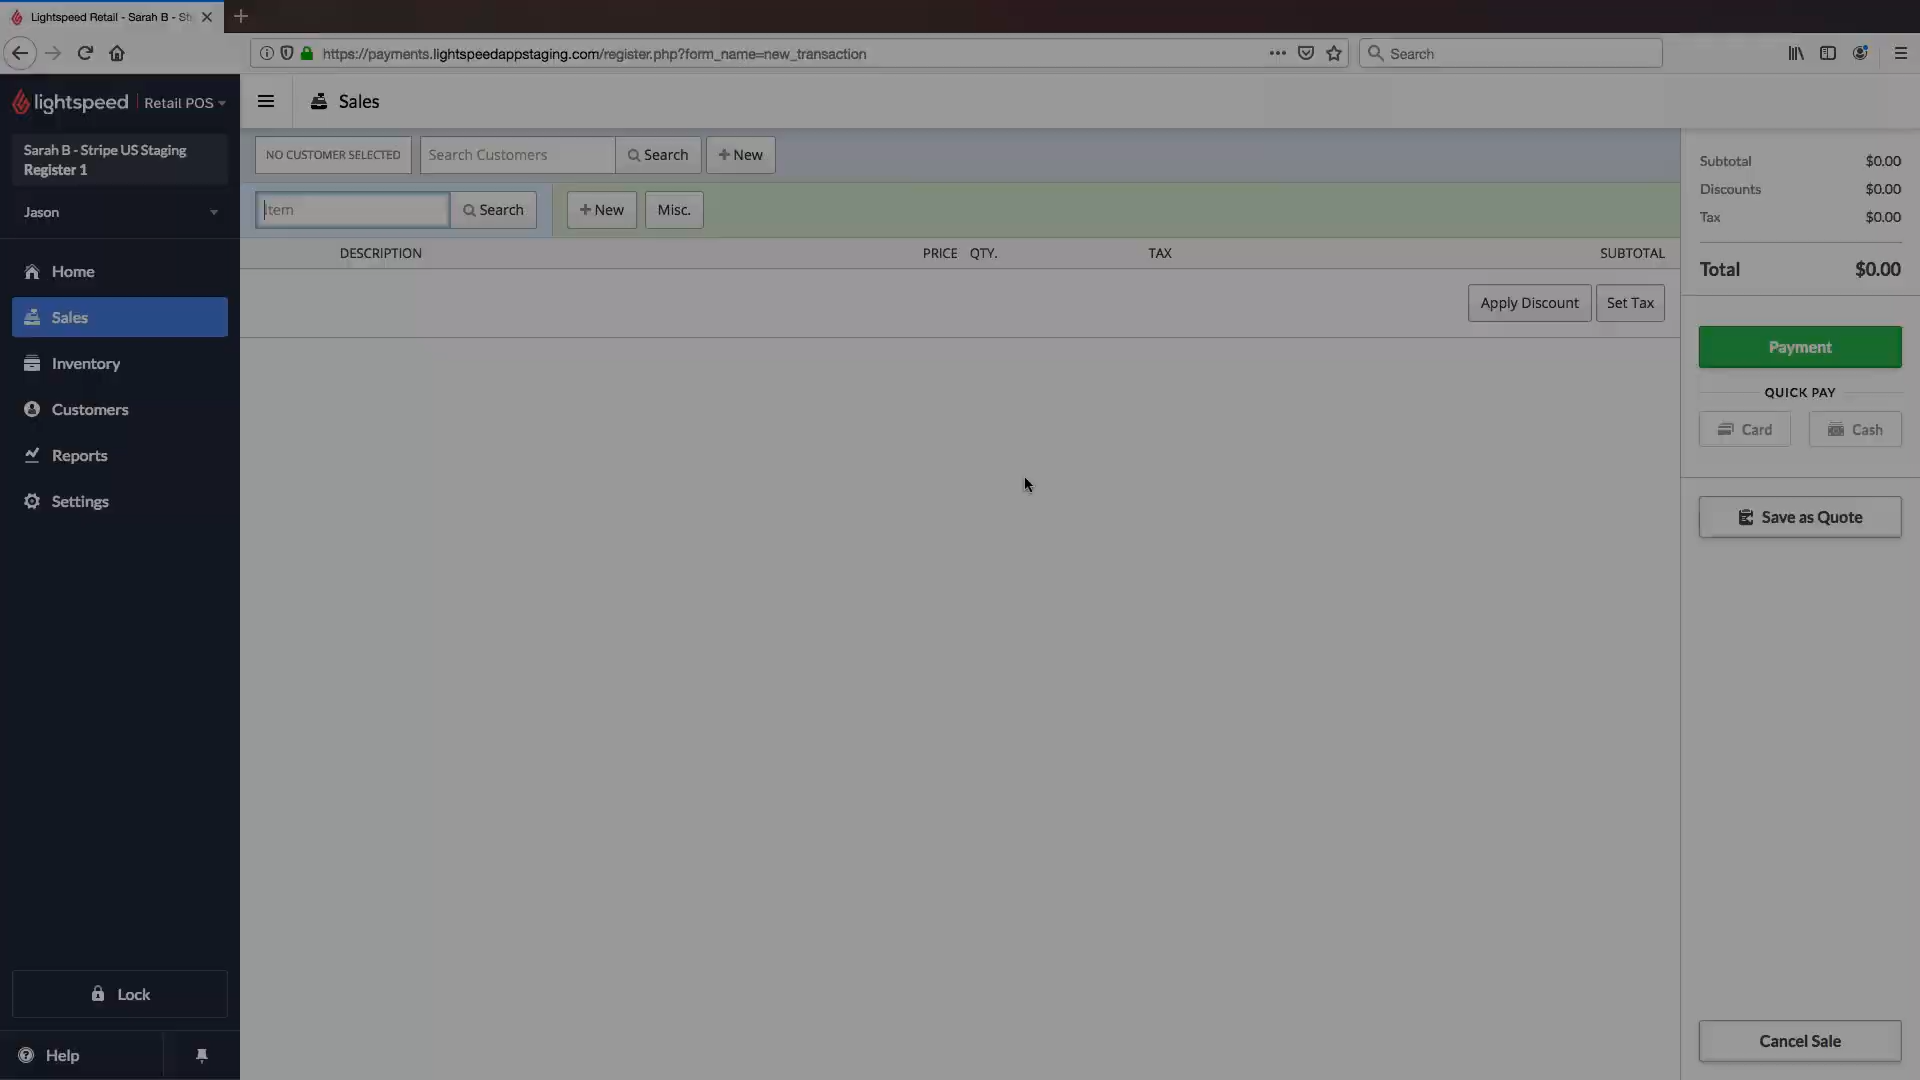 Lightspeed Retail - Sarah B - St
https://payments.lightspeedappstaging.com/register.php?form_name=new_transaction
Search
lightspeed Retail POS
Sales
Sarah B - Stripe US Staging
Register 1
Jason
Home
Sales
Inventory
Customers
Reports
Settings
Lock
Help
NO CUSTOMER SELECTED Search Customers Search + New
Item Search + New Misc.
DESCRIPTION PRICE QTY. TAX SUBTOTAL
Apply Discount Set Tax
Subtotal $0.00
Discounts $0.00
Tax $0.00
Total $0.00
Payment
QUICK PAY
Card Cash
Save as Quote
Cancel Sale